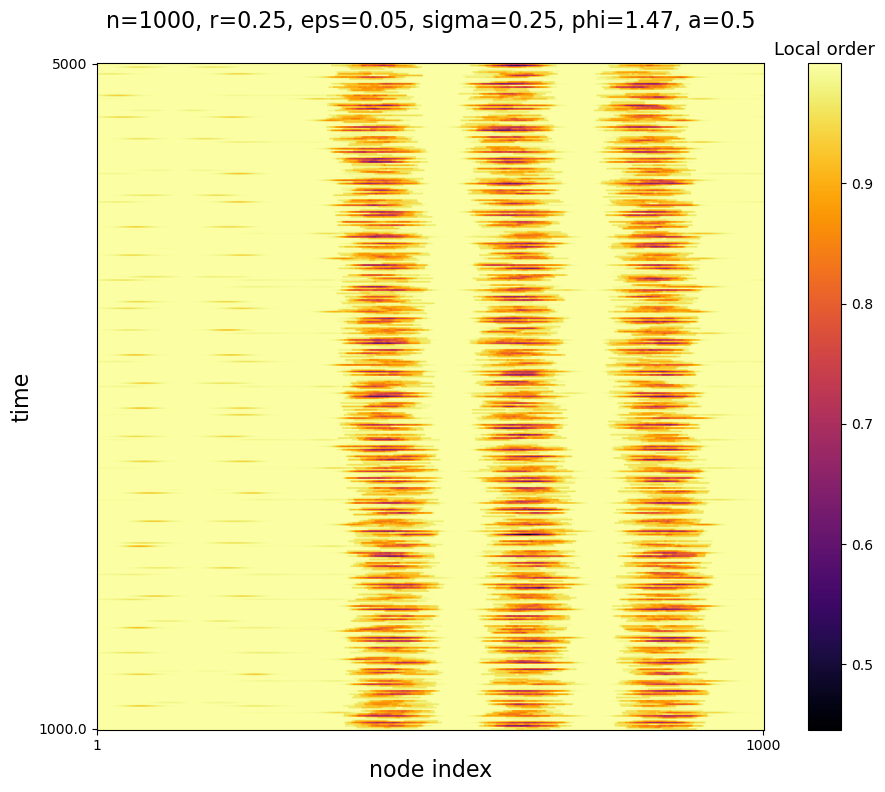 n=1000, r=0.25, eps=0.05, sigma=0.25, phi=1.47, a=0.5
Local order
5000
0.9
0.8
time
0.7
0.6
0.5
1000.0
1
1000
node index